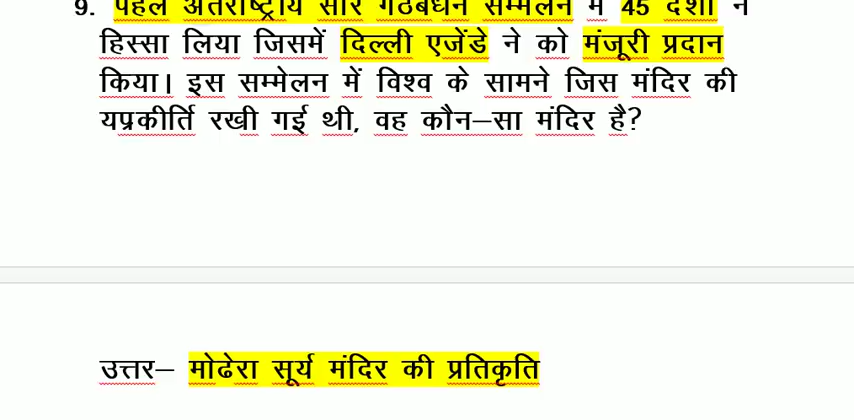 9. पहले अंतर्राष्ट्रीय सौर गठबंधन सम्मेलन में 45 देशों ने
हिस्सा लिया जिसमें दिल्ली एजेंडे ने को मंजूरी प्रदान
किया। इस सम्मेलन में विश्व के सामने जिस मंदिर की
यप्रकीर्ति रखी गई थी, वह कौन–सा मंदिर है?
उत्तर– मोढेरा सूर्य मंदिर की प्रतिकृति